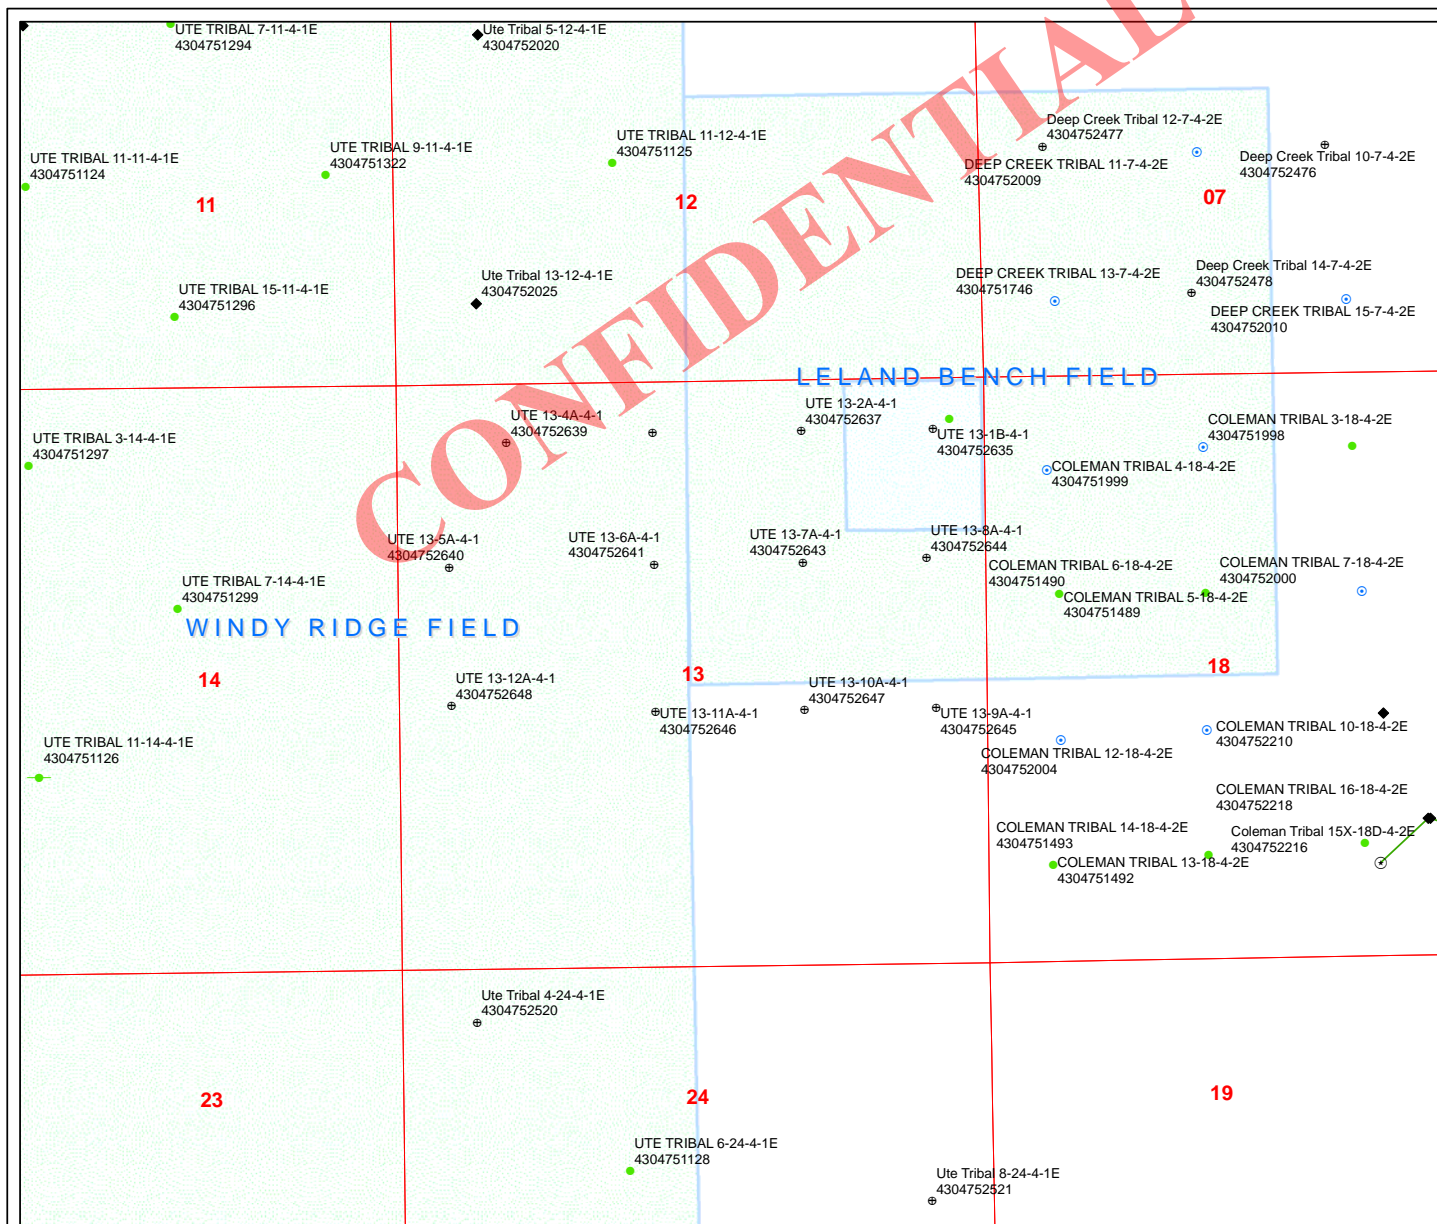 UTE TRIBAL 7-11-4-1E
4304751294
Ute Tribal 5-12-4-1E
4304752020
CONFIDENTIAL
Deep Creek Tribal 12-7-4-2E
4304752477
UTE TRIBAL 11-12-4-1E
4304751125
UTE TRIBAL 9-11-4-1E
4304751322
UTE TRIBAL 11-11-4-1E
4304751124
DEEP CREEK TRIBAL 11-7-4-2E
4304752009
Deep Creek Tribal 10-7-4-2E
4304752476
11
12
07
Ute Tribal 13-12-4-1E
4304752025
DEEP CREEK TRIBAL 13-7-4-2E
4304751746
Deep Creek Tribal 14-7-4-2E
4304752478
UTE TRIBAL 15-11-4-1E
4304751296
DEEP CREEK TRIBAL 15-7-4-2E
4304752010
LELAND BENCH FIELD
UTE 13-4A-4-1
4304752639
UTE 13-2A-4-1
4304752637
UTE 13-1B-4-1
4304752635
COLEMAN TRIBAL 3-18-4-2E
4304751998
UTE TRIBAL 3-14-4-1E
4304751297
COLEMAN TRIBAL 4-18-4-2E
4304751999
UTE 13-5A-4-1
4304752640
UTE 13-6A-4-1
4304752641
UTE 13-7A-4-1
4304752643
UTE 13-8A-4-1
4304752644
COLEMAN TRIBAL 6-18-4-2E
4304751490
COLEMAN TRIBAL 7-18-4-2E
4304752000
UTE TRIBAL 7-14-4-1E
4304751299
COLEMAN TRIBAL 5-18-4-2E
4304751489
WINDY RIDGE FIELD
14
13
18
UTE 13-12A-4-1
4304752648
UTE 13-11A-4-1
4304752646
UTE 13-10A-4-1
4304752647
UTE 13-9A-4-1
4304752645
COLEMAN TRIBAL 10-18-4-2E
4304752210
UTE TRIBAL 11-14-4-1E
4304751126
COLEMAN TRIBAL 12-18-4-2E
4304752004
COLEMAN TRIBAL 16-18-4-2E
4304752218
COLEMAN TRIBAL 14-18-4-2E
4304751493
Coleman Tribal 15X-18D-4-2E
4304752216
COLEMAN TRIBAL 13-18-4-2E
4304751492
Ute Tribal 4-24-4-1E
4304752520
23
24
19
UTE TRIBAL 6-24-4-1E
4304751128
Ute Tribal 8-24-4-1E
4304752521